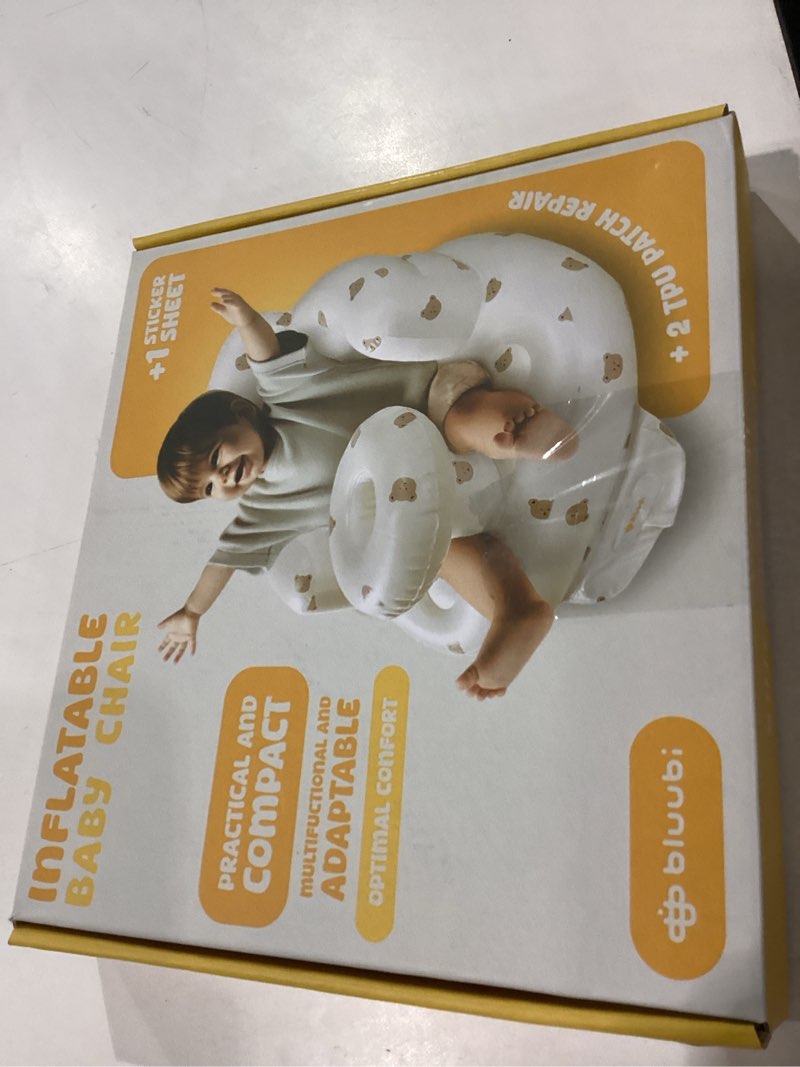 INFLATABLE
BABY CHAIR
PRACTICAL AND
COMPACT
MULTIFUCTIONAL AND
ADAPTABLE
OPTIMAL CONFORT
+1 STICKER
SHEET
+ 2 TPU PATCH REPAIR
bluubi